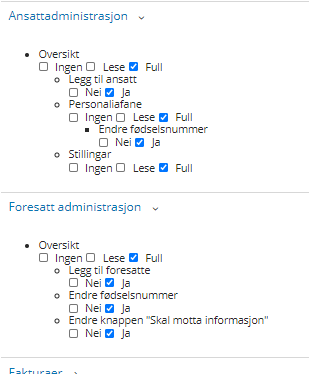 Ansattadministrasjon
Oversikt
Ingen Lese Full
Legg til ansatt
Nei Ja
Personaliafane
Ingen Lese Full
Endre fødselsnummer
Nei Ja
Stillingar
Ingen Lese Full
Foresatt administrasjon
Oversikt
Ingen Lese Full
Legg til foresatte
Nei Ja
Endre fødselsnummer
Nei Ja
Endre knappen "Skal motta informasjon"
Nei Ja
Fakturaer